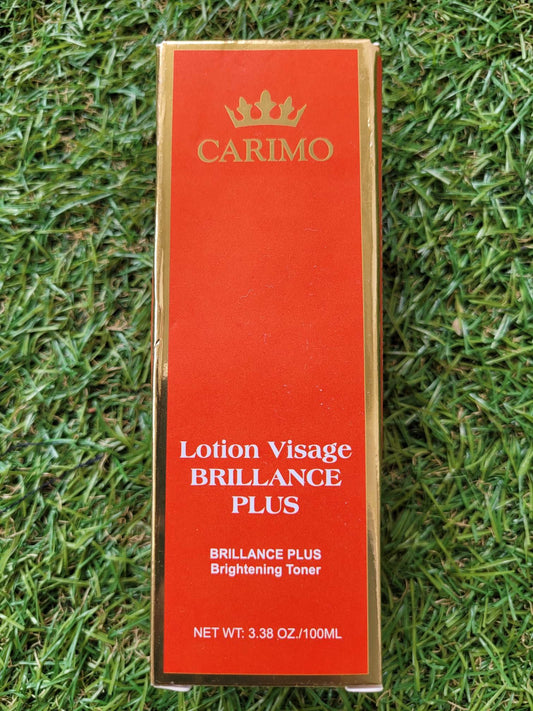 CARIMO
Lotion Visage
BRILLANCE
PLUS
BRILLANCE PLUS
Brightening Toner
NET WT: 3.38 OZ./100ML